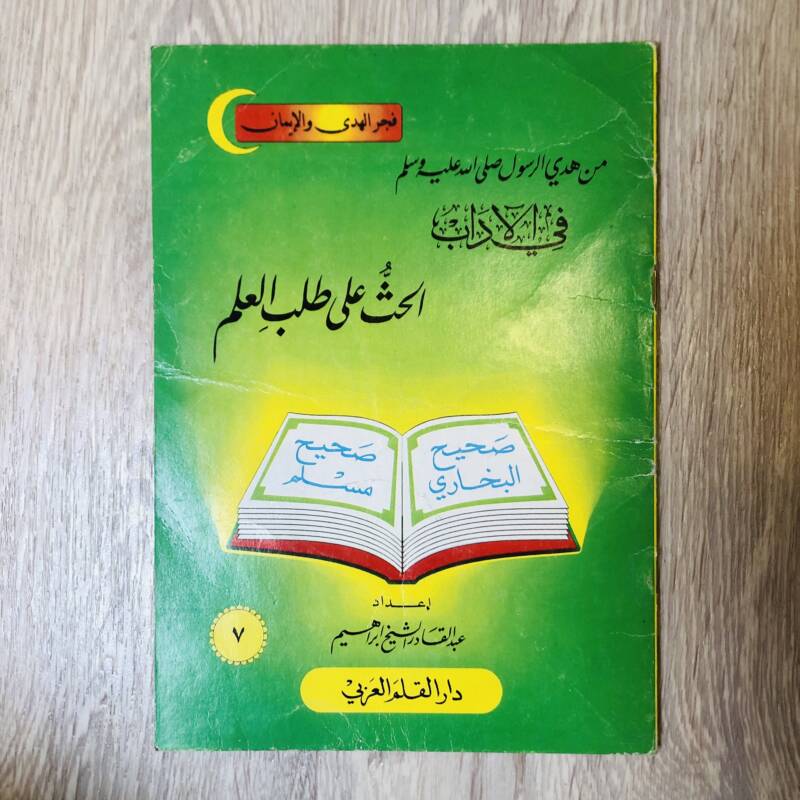 فجر الهدى والإيمان
من هدي الرسول صلى الله عليه وسلم
في الآداب
الحثُّ على طلب العِلم
صحيح البخاري
صحيح مسلم
إعداد
عبد القادر الشيخ ابراهيم
٧
دار القلم العربي